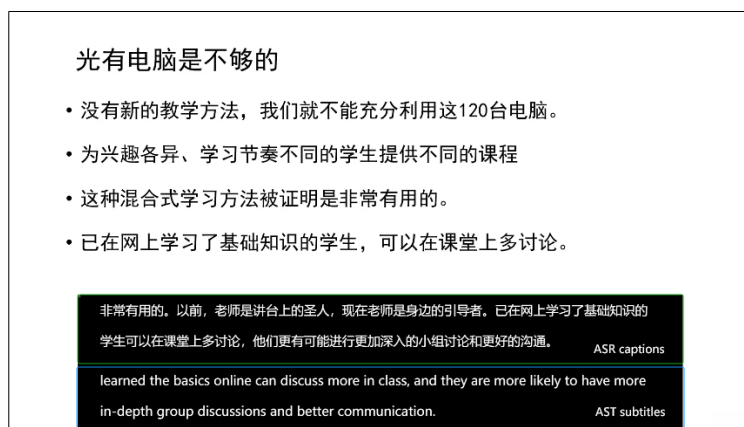 光有电脑是不够的
• 没有新的教学方法，我们就不能充分利用这120台电脑。
• 为兴趣各异、学习节奏不同的学生提供不同的课程
• 这种混合式学习方法被证明是非常有用的。
• 已在网上学习了基础知识的学生，可以在课堂上多讨论。
非常有用的。以前，老师是讲台上的圣人，现在老师是身边的引导者。已在网上学习了基础知识的
学生可以在课堂上多讨论，他们更有可能进行更加深入的小组讨论和更好的沟通。
ASR captions
learned the basics online can discuss more in class, and they are more likely to have more
in-depth group discussions and better communication.
AST subtitles